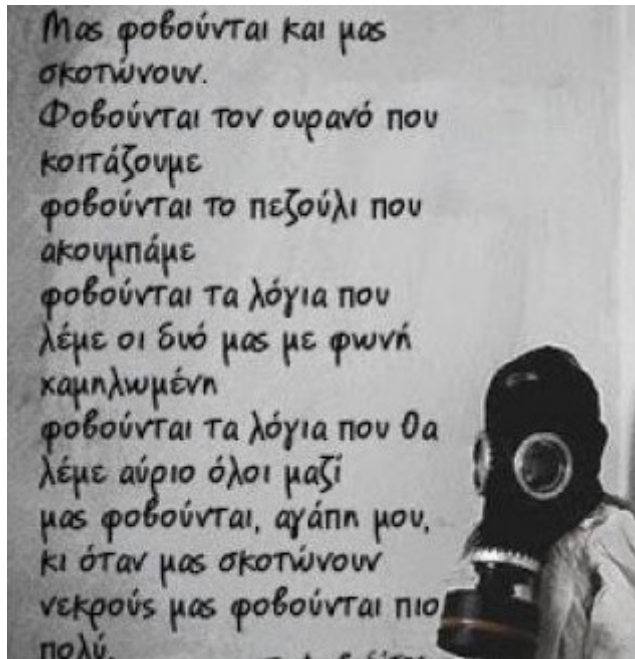 Μας φοβούνται και μας
σκοτώνουν.
Φοβούνται τον ουρανό που
κοιτάζουμε
φοβούνται το πεζούλι που
ακουμπάμε
φοβούνται τα λόγια που
λέμε οι δυό μας με φωνή
χαμηλωμένη
φοβούνται τα λόγια που θα
λέμε αύριο όλοι μαζί
μας φοβούνται, αγάπη μου,
κι όταν μας σκοτώνουν
νεκρούς μας φοβούνται πιο
πολύ.